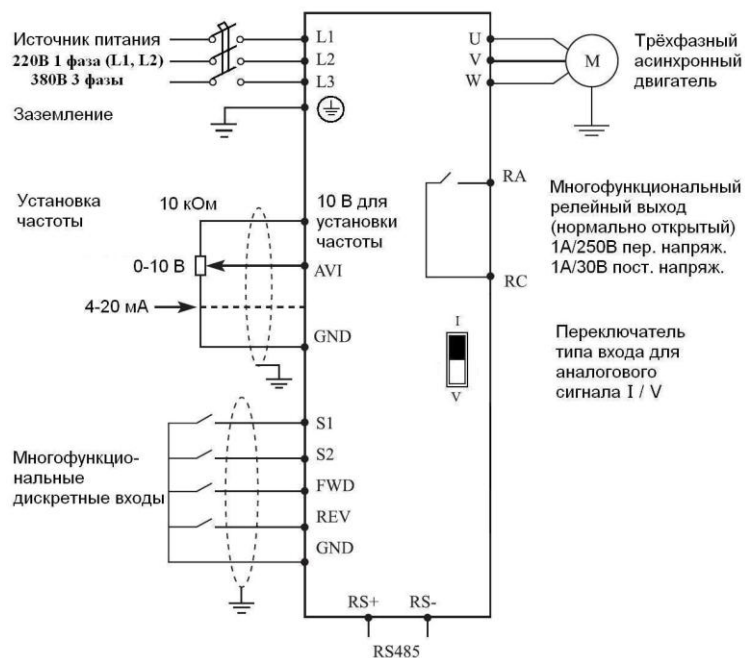 Источник питания
220В 1 фаза (L1, L2)
380В 3 фазы
Заземление
L1
L2
L3
U
V
W
M
Трёхфазный
асинхронный
двигатель
Установка
частоты
10 кОм
0-10 В
4-20 мА
10 В для
установки
частоты
AVI
GND
RA
RC
Многофункциональный
релейный выход
(нормально открытый)
1А/250В пер. напряж.
1А/30В пост. напряж.
I
V
Переключатель
типа входа для
аналогового
сигнала I / V
Многофункцио-
нальные
дискретные входы
S1
S2
FWD
REV
GND
RS+ RS-
RS485